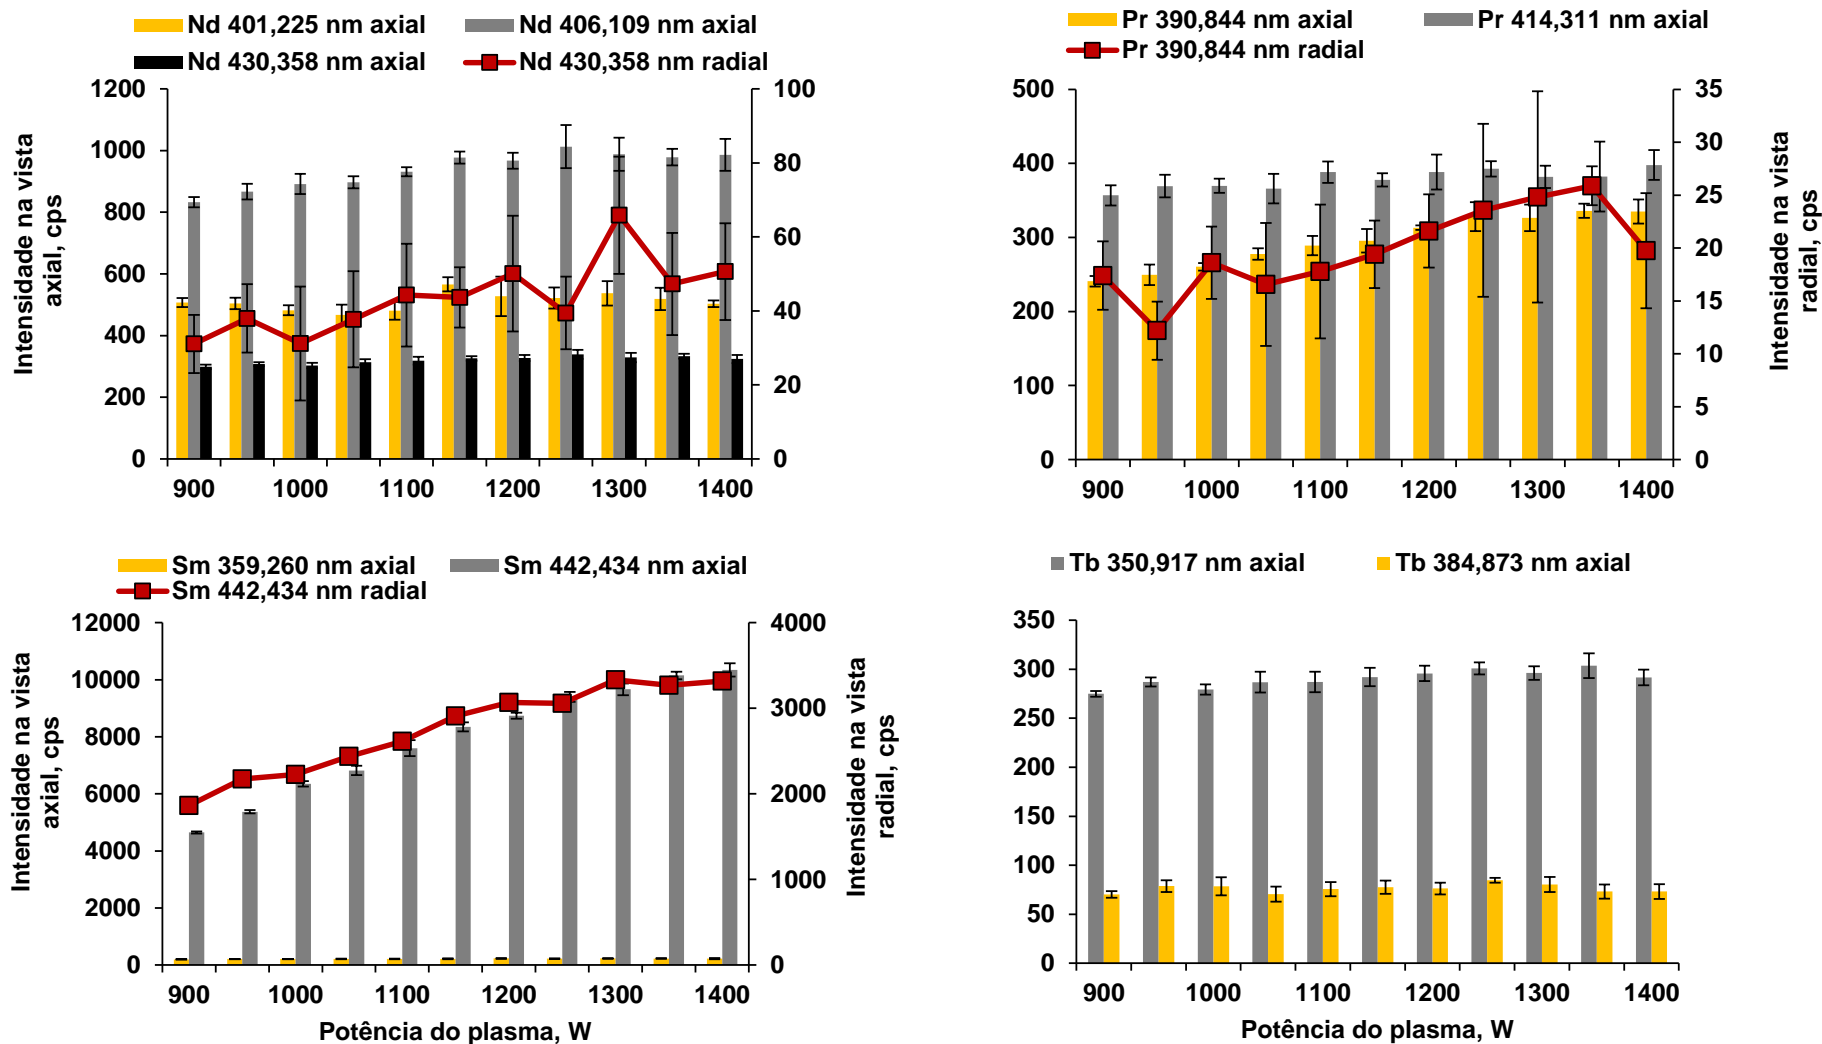 Nd 401,225 nm axial
Nd 406,109 nm axial
Nd 430,358 nm axial
Nd 430,358 nm radial
Intensidade na vista
axial, cps
1200
1000
800
600
400
200
0
100
80
60
40
20
0
900 1000 1100 1200 1300 1400
Pr 390,844 nm axial
Pr 414,311 nm axial
Pr 390,844 nm radial
500
400
300
200
100
0
35
30
25
20
15
10
5
0
Intensidade na vista
radial, cps
900 1000 1100 1200 1300 1400
Sm 359,260 nm axial
Sm 442,434 nm axial
Sm 442,434 nm radial
Intensidade na vista
axial, cps
12000
10000
8000
6000
4000
2000
0
4000
3000
2000
1000
0
Intensidade na vista
radial, cps
900 1000 1100 1200 1300 1400
Potência do plasma, W
Tb 350,917 nm axial
Tb 384,873 nm axial
350
300
250
200
150
100
50
0
900 1000 1100 1200 1300 1400
Potência do plasma, W